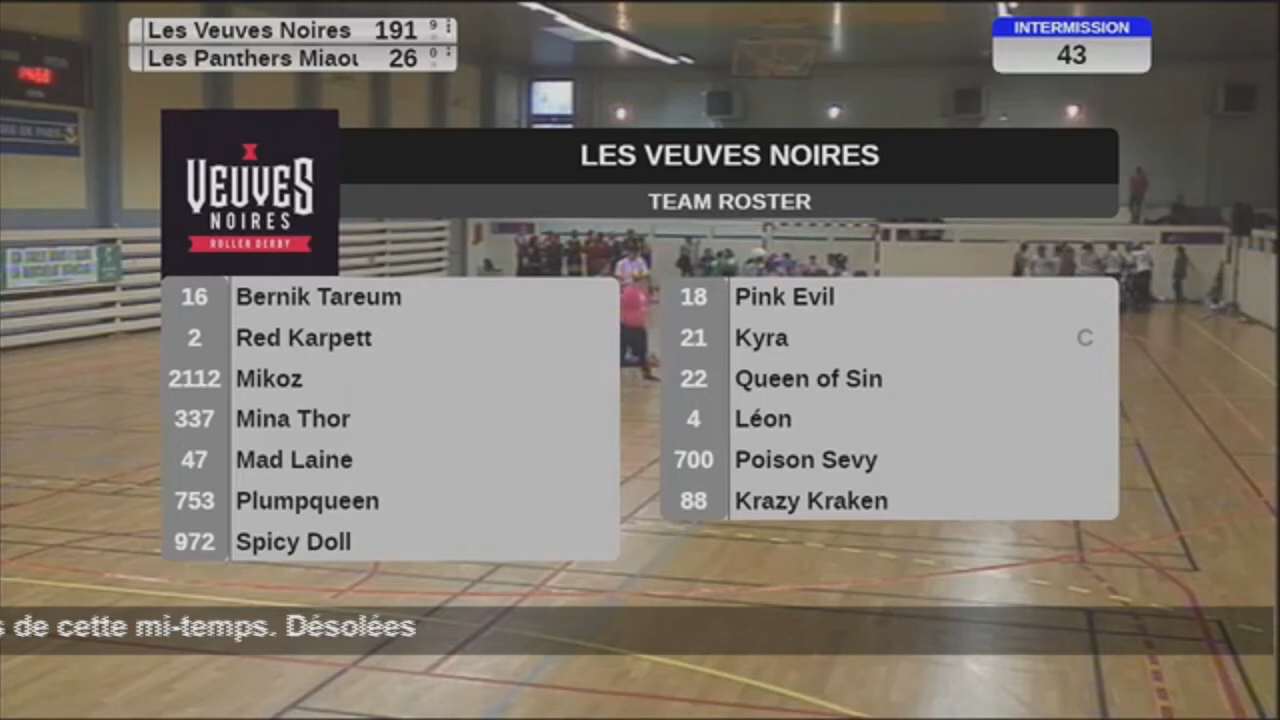 Les Veuves Noires 191 9
Les Panthers Miaou 26 0
INTERMISSION
43
VEUVES
NOIRES
ROLLER DERBY
LES VEUVES NOIRES
TEAM ROSTER
16 Bernik Tareum
2 Red Karpett
2112 Mikoz
337 Mina Thor
47 Mad Laine
753 Plumpqueen
972 Spicy Doll
18 Pink Evil
21 Kyra C
22 Queen of Sin
4 Léon
700 Poison Sevy
88 Krazy Kraken
s de cette mi-temps. Désolées